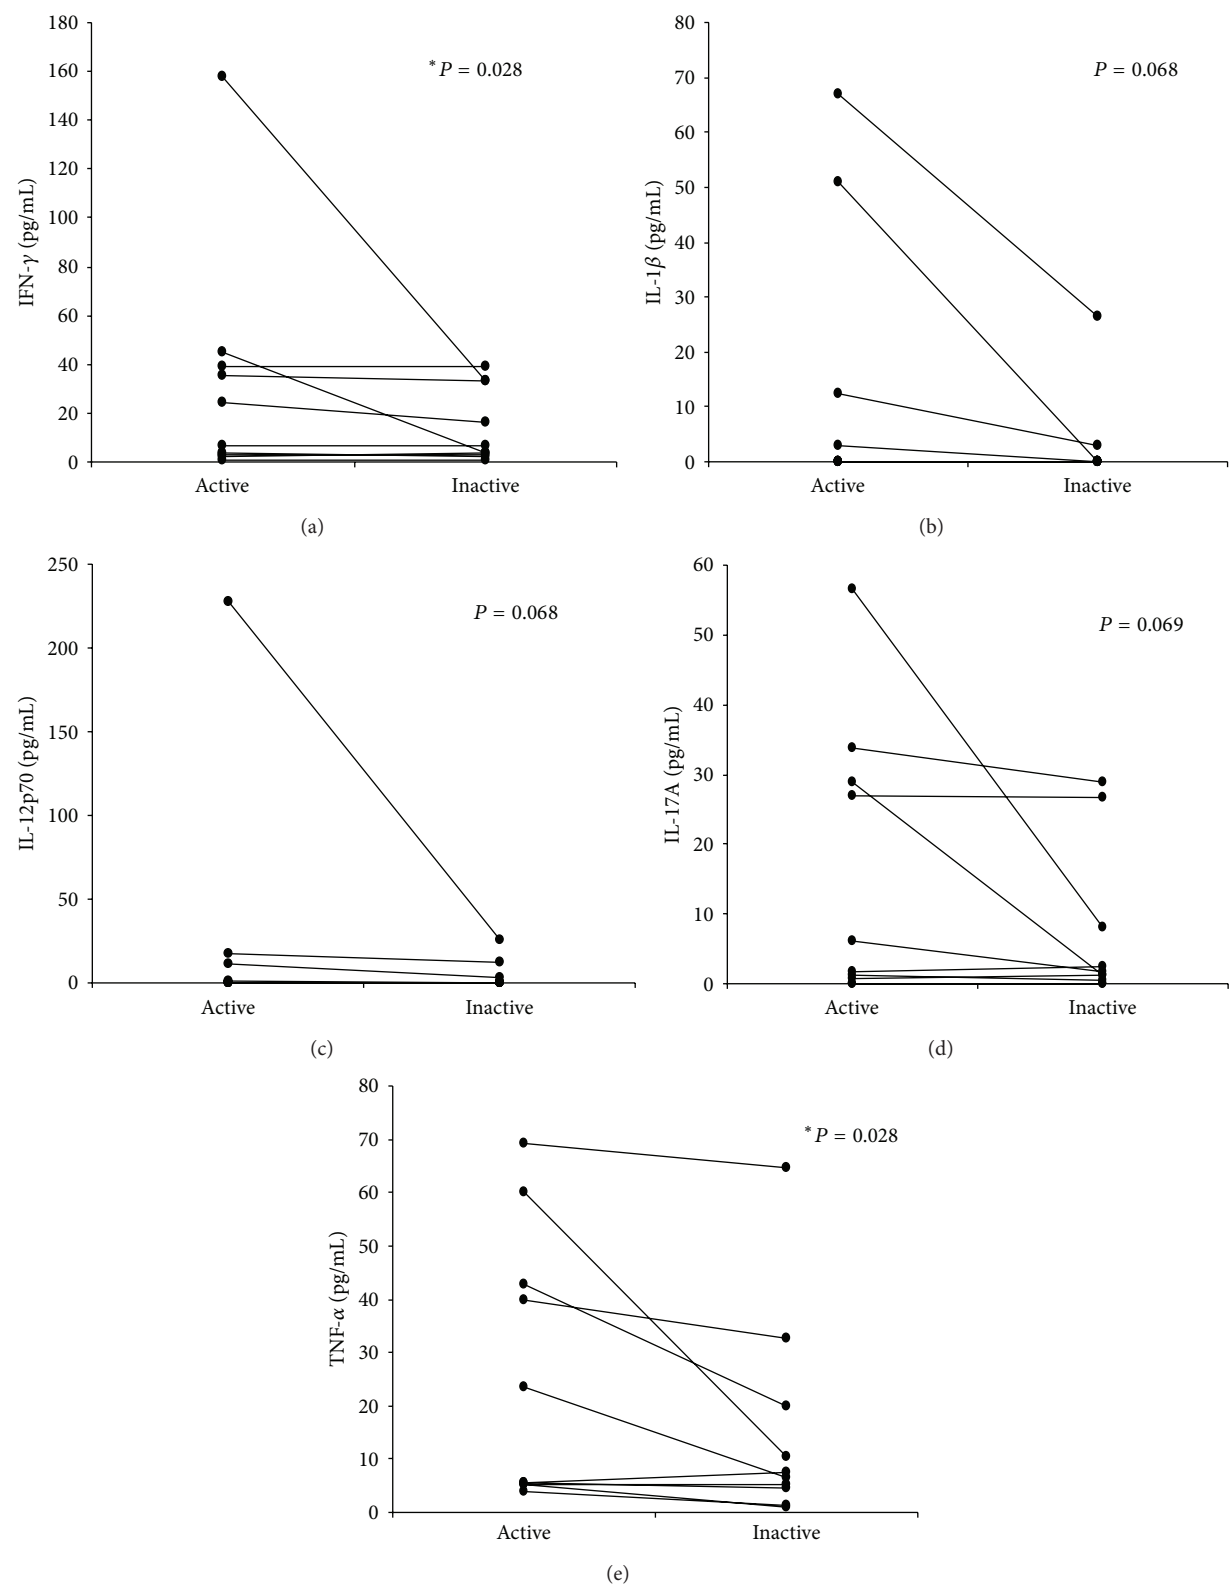 180
160
140
120
100
80
60
40
20
0
IFN-γ (pg/mL)
*P = 0.028
Active
Inactive
(a)
80
70
60
50
40
30
20
10
0
IL-1β (pg/mL)
P = 0.068
Active
Inactive
(b)
250
200
150
100
50
0
IL-12p70 (pg/mL)
P = 0.068
Active
Inactive
(c)
60
50
40
30
20
10
0
IL-17A (pg/mL)
P = 0.069
Active
Inactive
(d)
80
70
60
50
40
30
20
10
0
TNF-α (pg/mL)
*P = 0.028
Active
Inactive
(e)